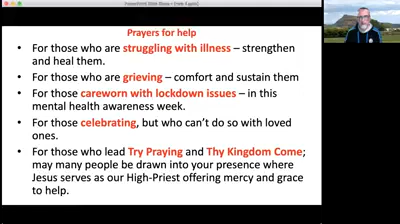 Prayers for help
• For those who are struggling with illness – strengthen
and heal them.
• For those who are grieving – comfort and sustain them
• For those careworn with lockdown issues – in this
mental health awareness week.
• For those celebrating, but who can't do so with loved
ones.
• For those who lead Try Praying and Thy Kingdom Come;
may many people be drawn into your presence where
Jesus serves as our High-Priest offering mercy and grace
to help.